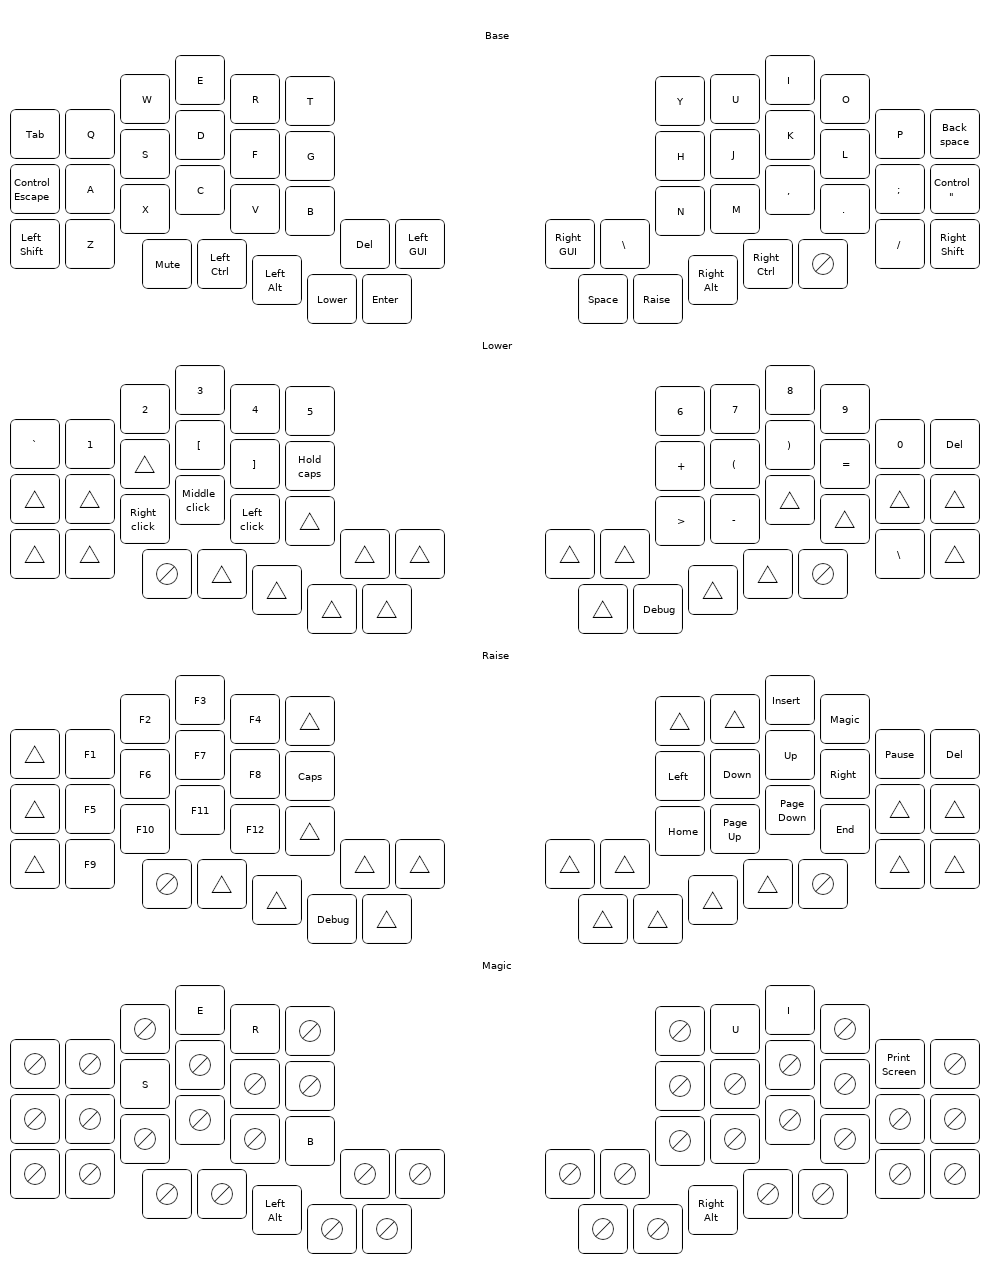 Base
E
I
W
R
T
Y
U
O
Tab
Q
D
K
P
Back
space
S
F
G
H
J
L
Control
Escape
A
C
,
;
Control
"
X
V
B
N
M
.
Left
Shift
Z
Del
Left
GUI
Right
GUI
\
/
Right
Shift
Mute
Left
Ctrl
Left
Alt
Right
Alt
Right
Ctrl
Lower
Enter
Space
Raise
Lower
3
8
2
4
5
6
7
9
`
1
[
)
0
Del
]
Hold
caps
+
(
=
Middle
click
Right
click
Left
click
>
-
\
Debug
Raise
F3
Insert
F2
F4
Magic
F1
F7
Up
Pause
Del
F6
F8
Caps
Left
Down
Right
F5
F11
Page
Down
F10
F12
Home
Page
Up
End
F9
Debug
Magic
E
I
R
U
Print
Screen
S
B
Left
Alt
Right
Alt